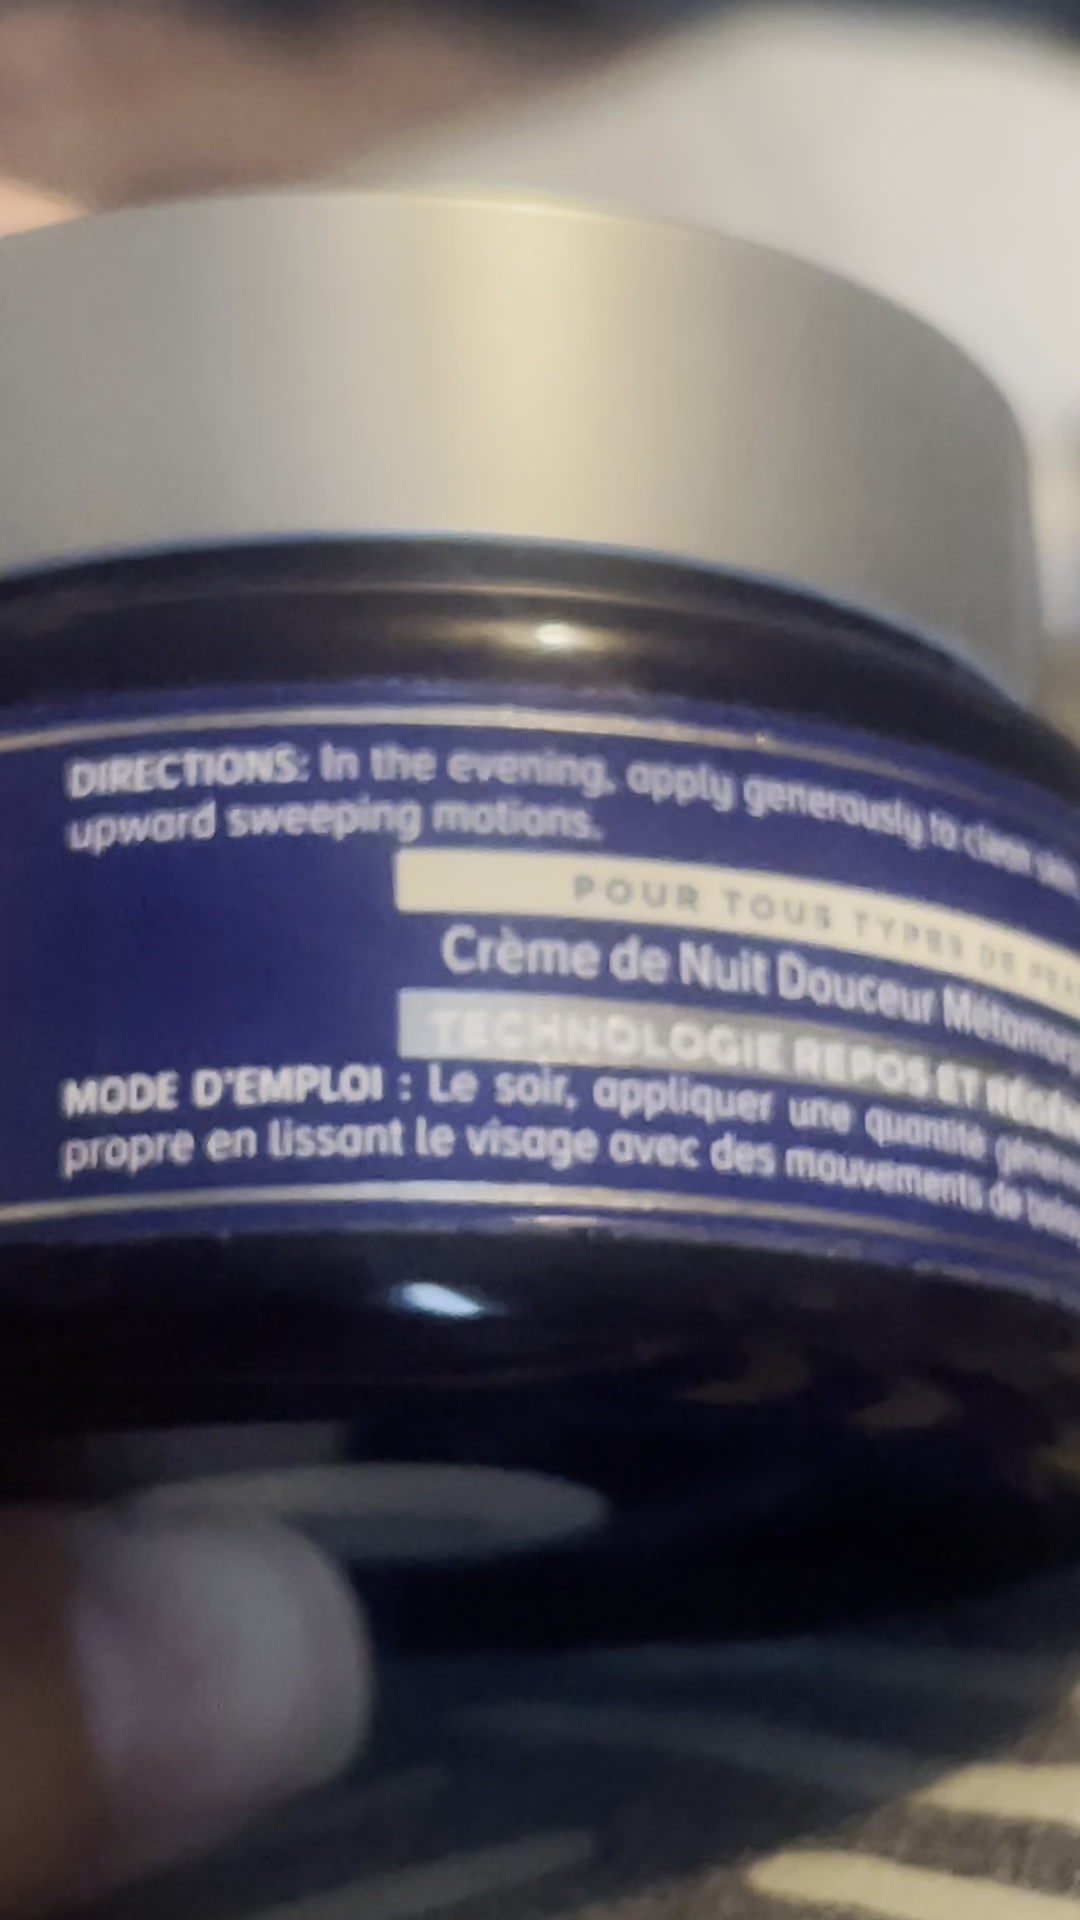 DIRECTIONS: In the evening, apply generously to clean skin
upward sweeping motions.
POUR TOUS TYPES DE
Crème de Nuit Douceur
TECHNOLOGIE REPOS ET
MODE D'EMPLOI : Le soir, appliquer une quantité
propre en lissant le visage avec des mouvements de